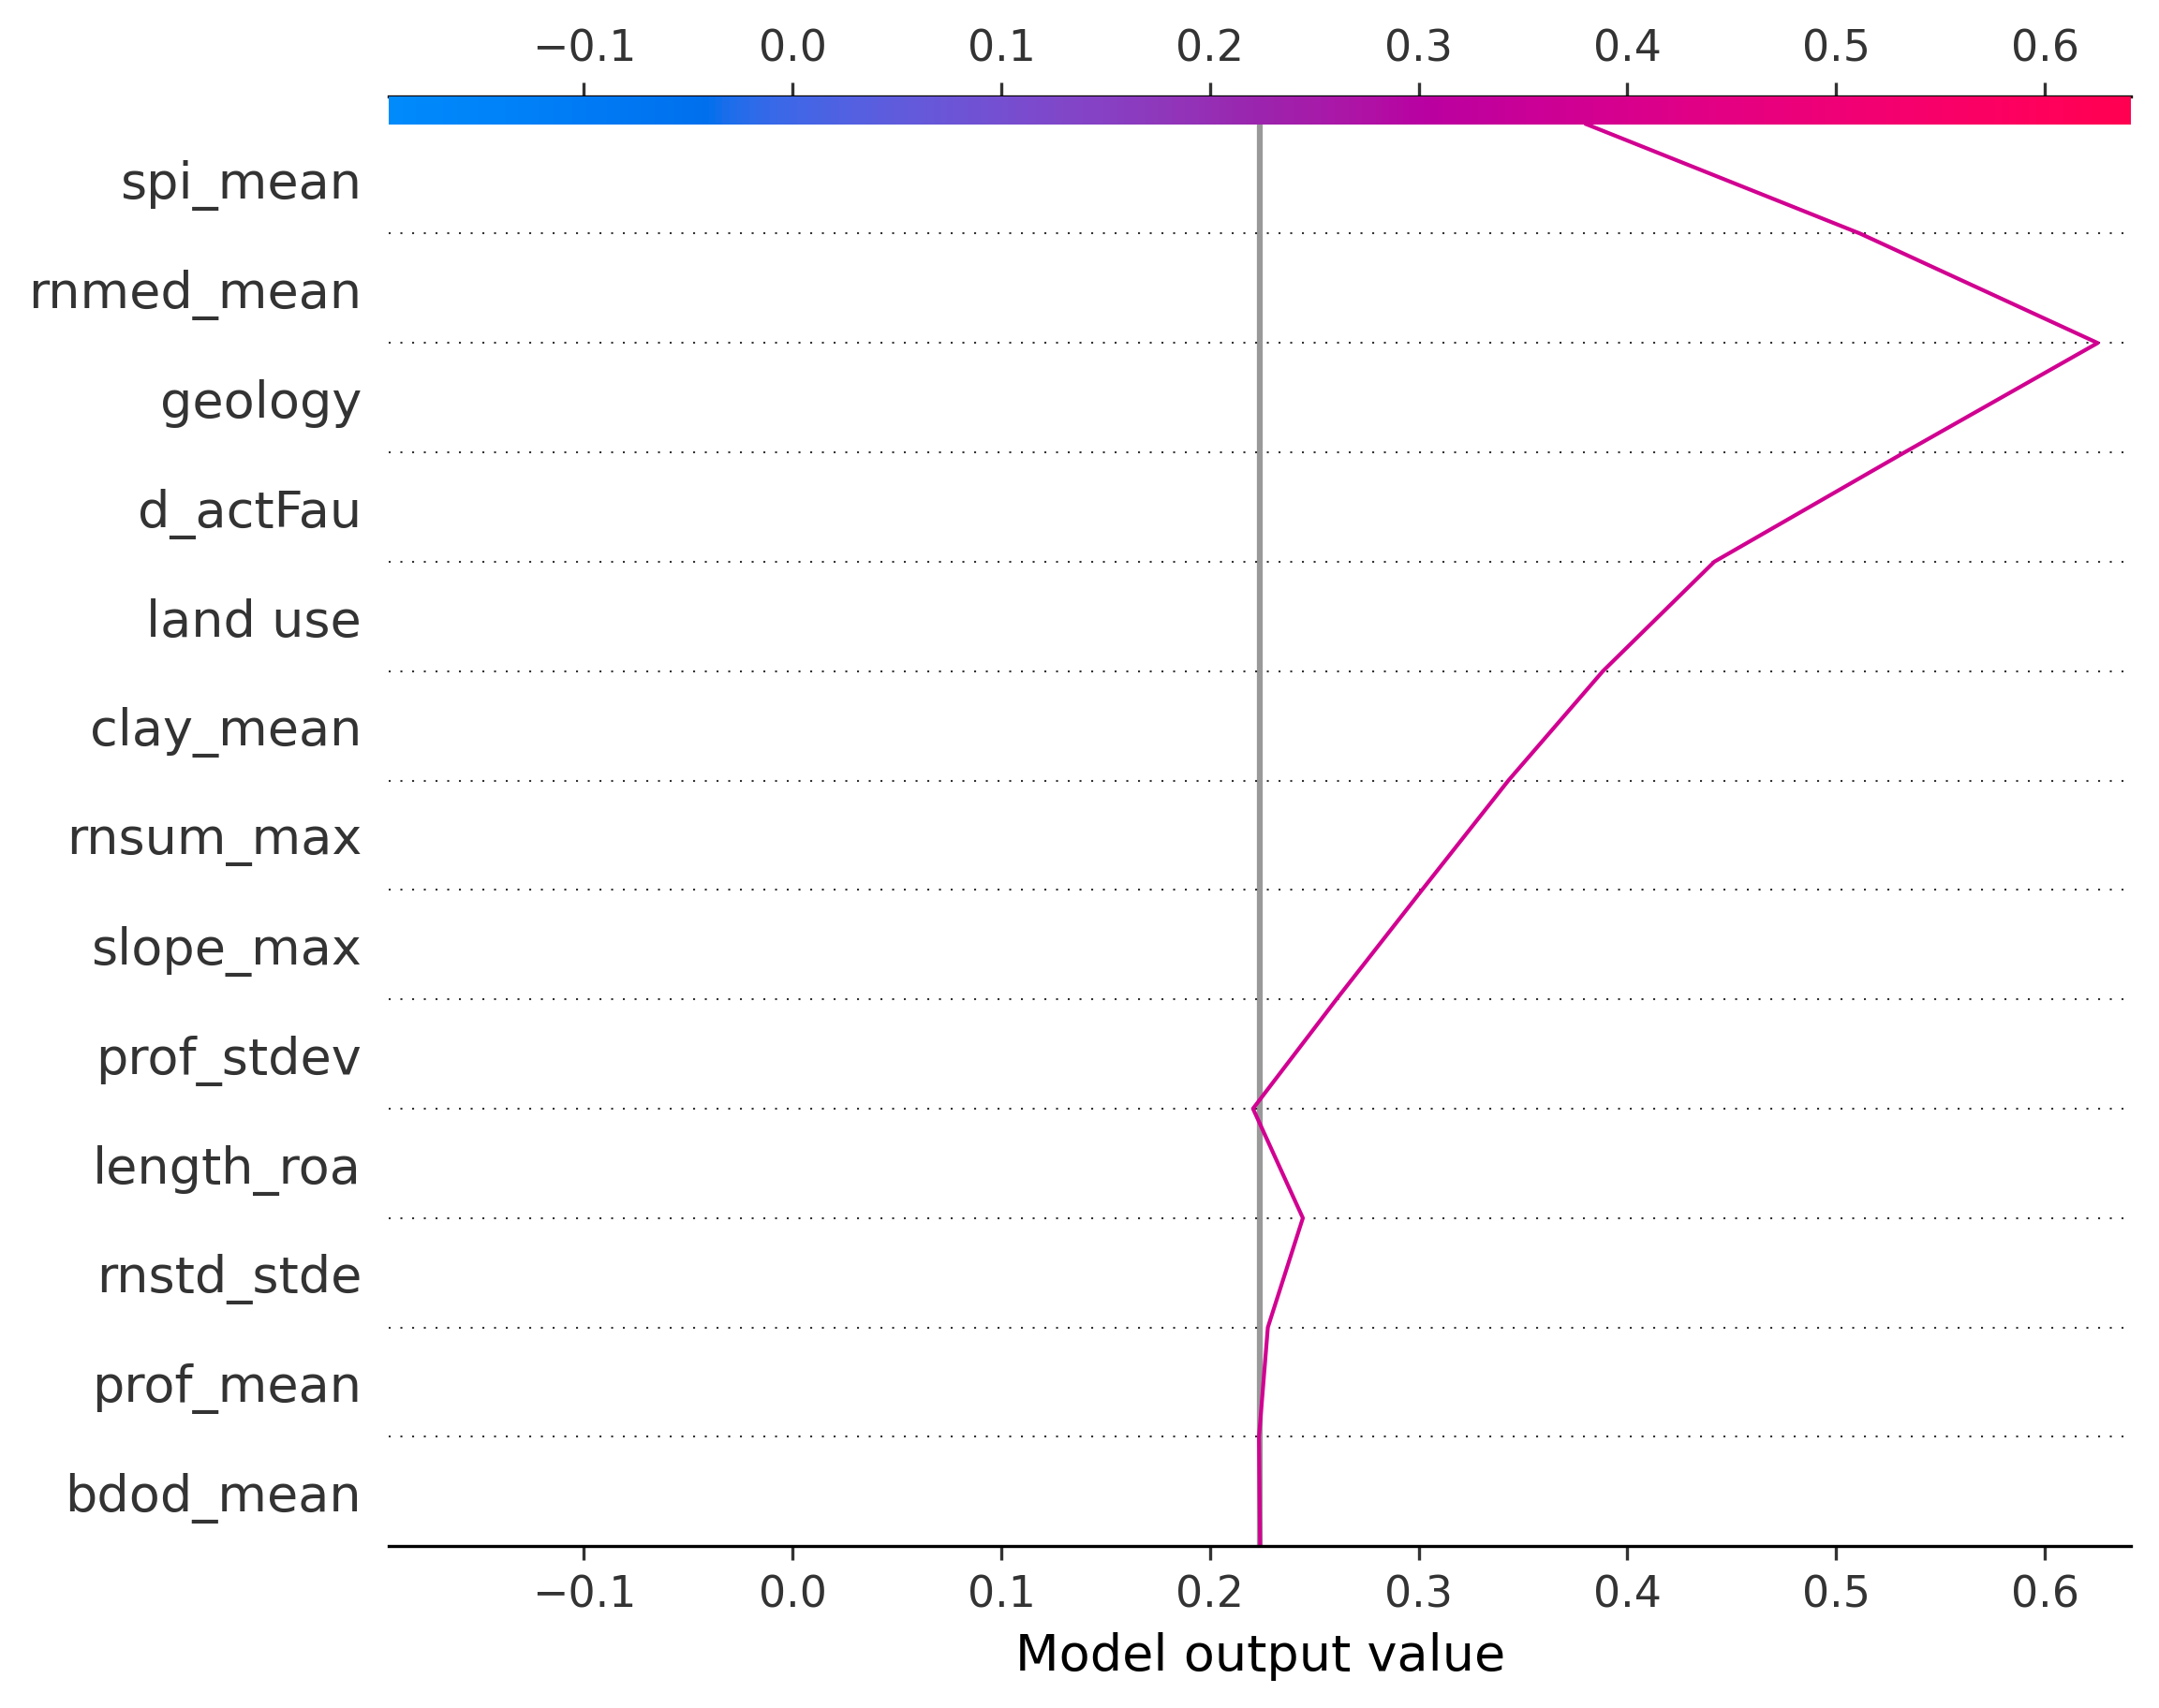 −0.1 0.0 0.1 0.2 0.3 0.4 0.5 0.6
spi_mean
rnmed_mean
geology
d_actFau
land use
clay_mean
rnsum_max
slope_max
prof_stdev
length_roa
rnstd_stde
prof_mean
bdod_mean
−0.1 0.0 0.1 0.2 0.3 0.4 0.5 0.6
Model output value